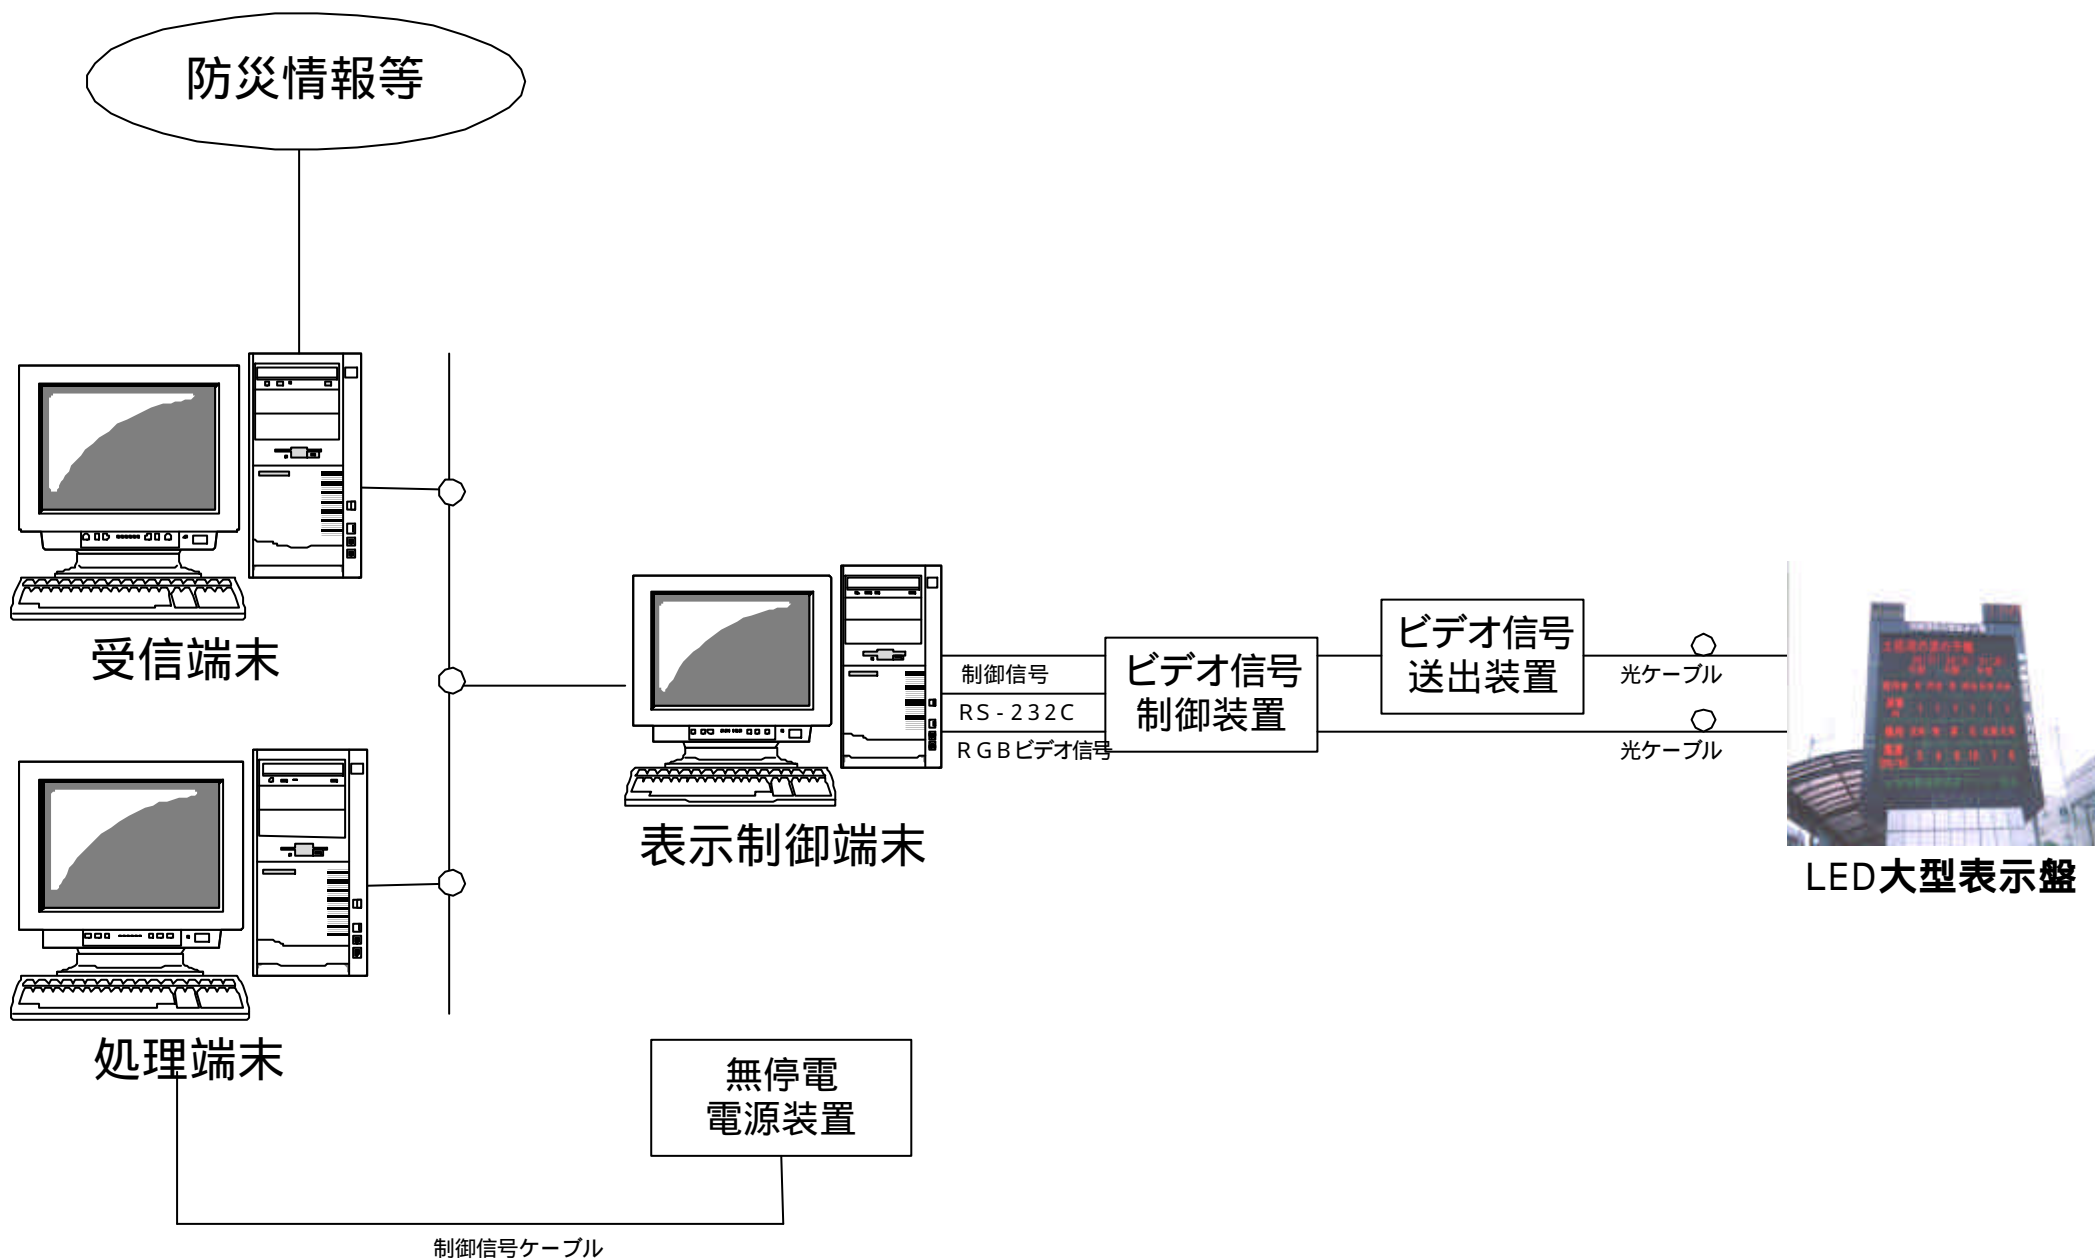 防災情報等
受信端末
処理端末
表示制御端末
制御信号
RS-232C
RGBビデオ信号
ビデオ信号
制御装置
ビデオ信号
送出装置
光ケーブル
光ケーブル
LED大型表示盤
無停電
電源装置
制御信号ケーブル